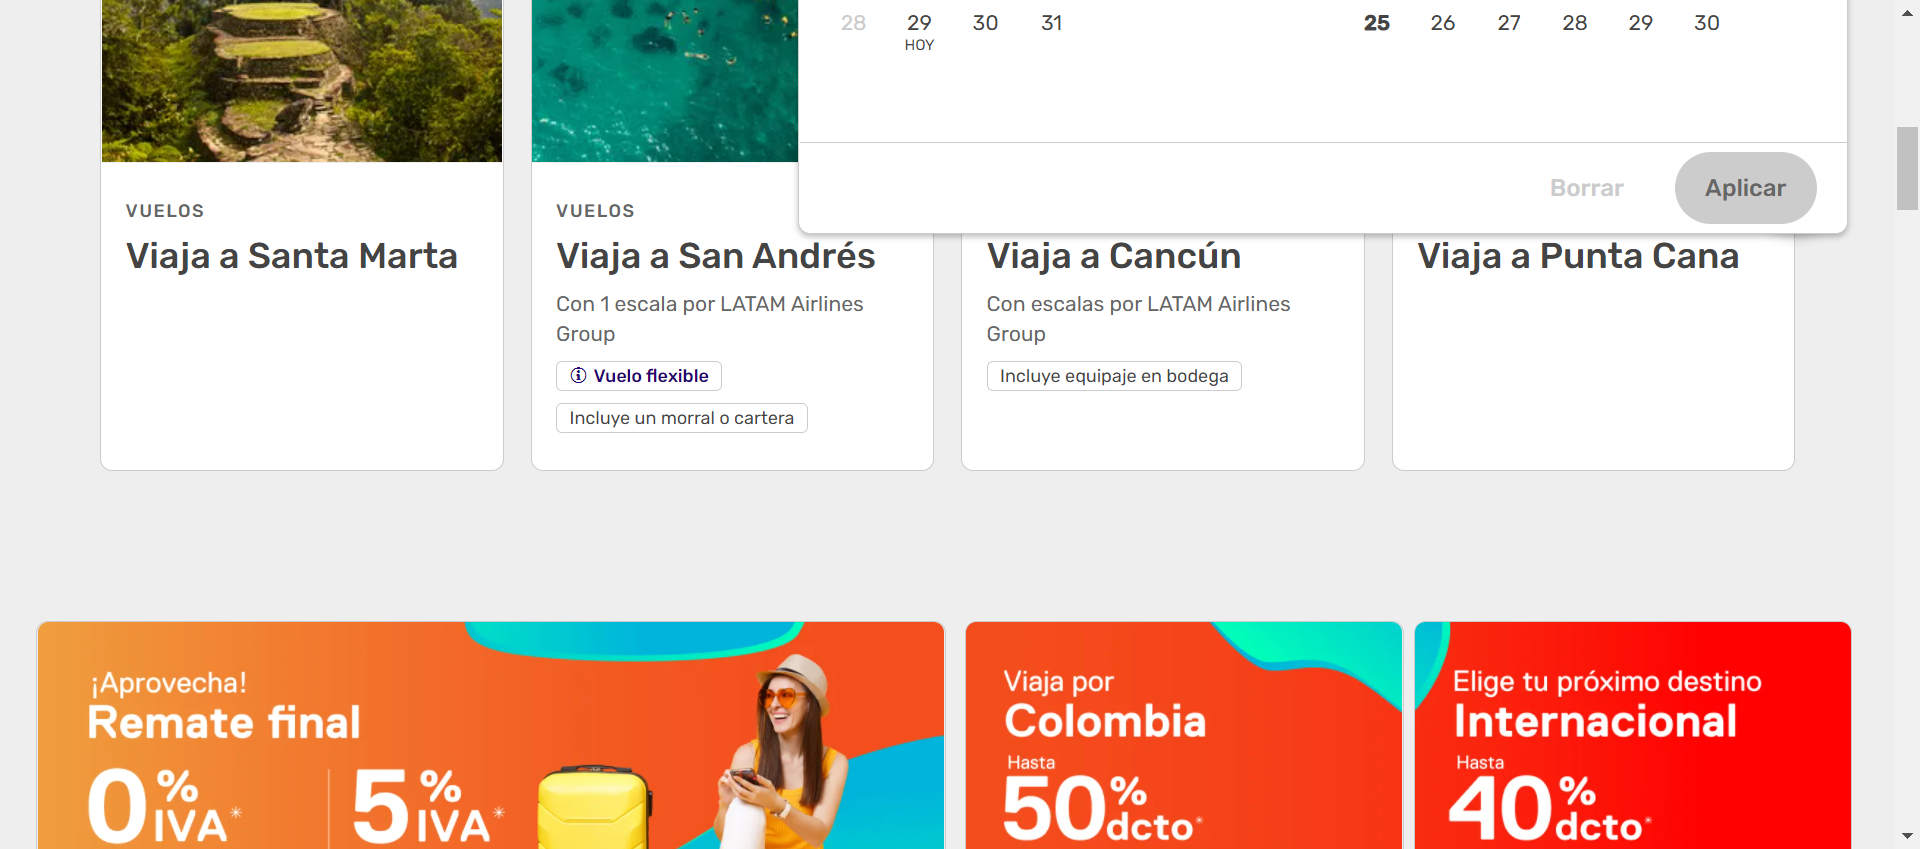 28 29 30 31 25 26 27 28 29 30
HOY
Borrar Aplicar
VUELOS
Viaja a Santa Marta
VUELOS
Viaja a San Andrés
Con 1 escala por LATAM Airlines
Group
Vuelo flexible
Incluye un morral o cartera
Viaja a Cancún
Con escalas por LATAM Airlines
Group
Incluye equipaje en bodega
Viaja a Punta Cana
¡Aprovecha!
Remate final
0% IVA* 5% IVA*
Viaja por
Colombia
Hasta
50% dcto*
Elige tu próximo destino
Internacional
Hasta
40% dcto*